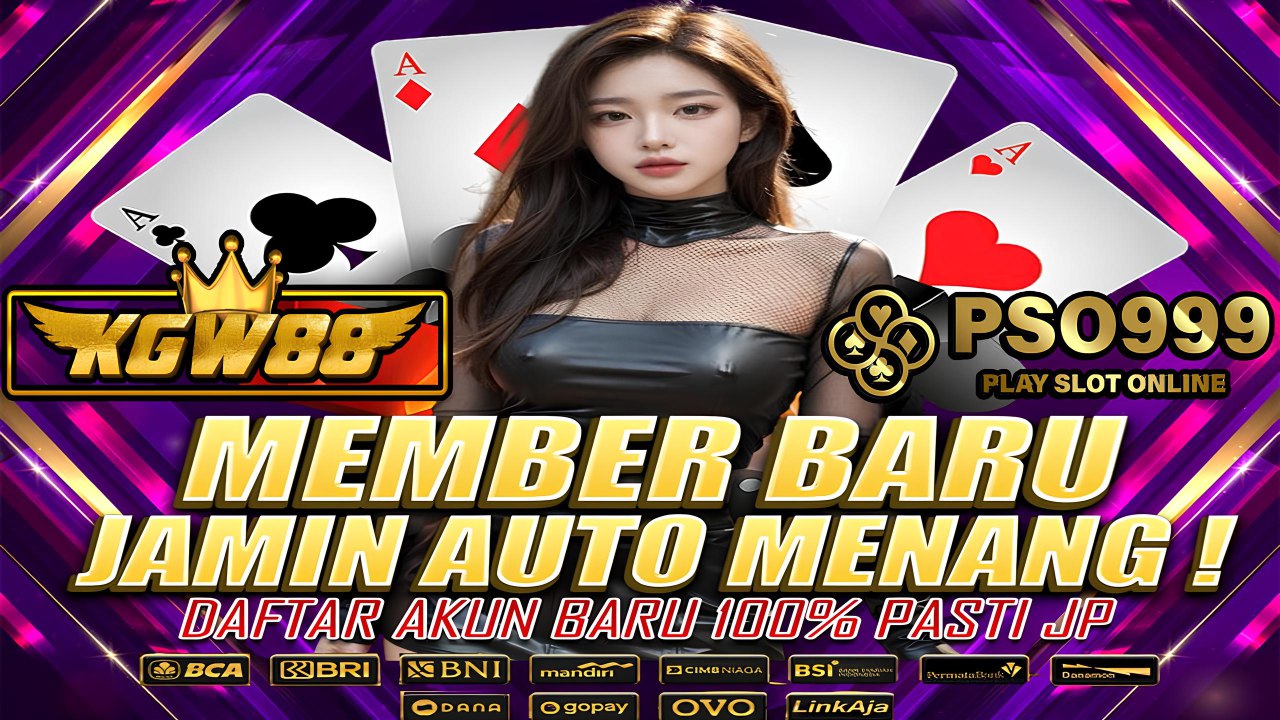 A
A
A
A
KGW88
PSO999
PLAY SLOT ONLINE
MEMBER BARU
JAMIN AUTO MENANG !
DAFTAR AKUN BARU 100% PASTI JP
BCA BRI BNI mandiri CIMB NIAGA BSI PermataBank Danamon
DANA gopay OVO LinkAja